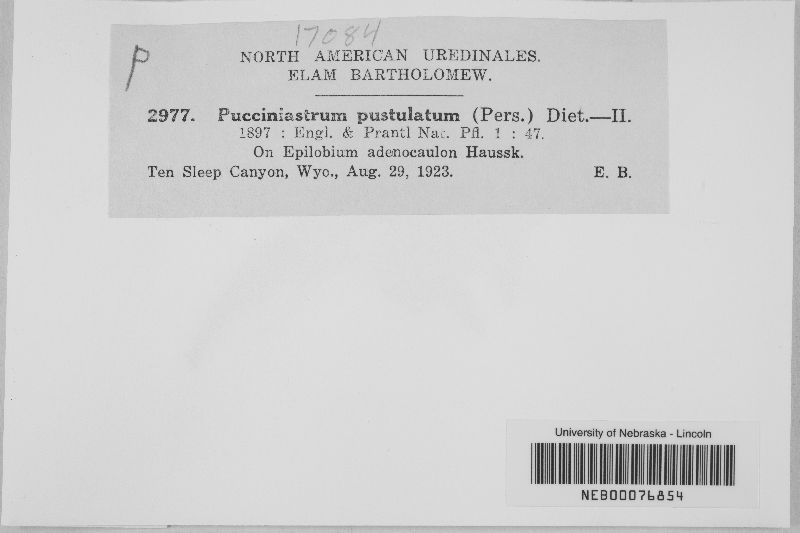 17084
P
NORTH AMERICAN UREDINALES.
ELAM BARTHOLOMEW.
2977. Pucciniastrum pustulatum (Pers.) Diet.—II.
1897 : Engl. & Prantl Nat. Pfl. 1 : 47.
On Epilobium adenocaulon Haussk.
Ten Sleep Canyon, Wyo., Aug. 29, 1923. E. B.
University of Nebraska - Lincoln
NEB00076854